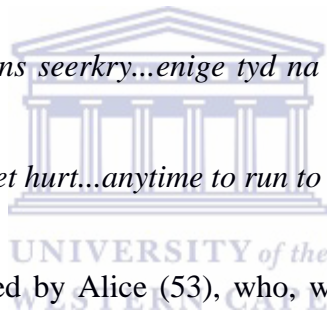 ns seerkry...enige tyd na
et hurt...anytime to run to
UNIVERSITY of the
ed by Alice (53), who, w
WESTERN CAPE